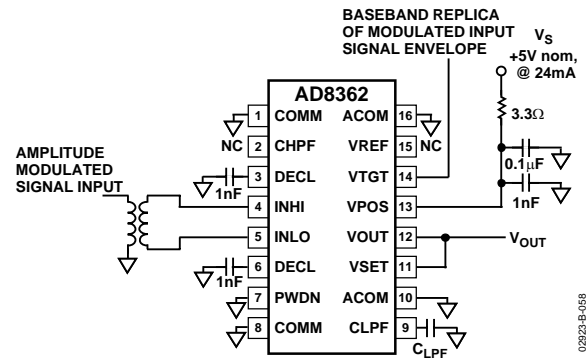 BASEBAND REPLICA
OF MODULATED INPUT
SIGNAL ENVELOPE
VS
+5V nom,
@ 24mA
3.3Ω
0.1μF
1nF
AMPLITUDE
MODULATED
SIGNAL INPUT
AD8362
1 COMM ACOM 16
NC NC
2 CHPF VREF 15
3 DECL VTGT 14
1nF
4 INHI VPOS 13
5 INLO VOUT 12
VOUT
6 DECL VSET 11
1nF
7 PWDN ACOM 10
8 COMM CLPF 9
CLPF
02923-B-058